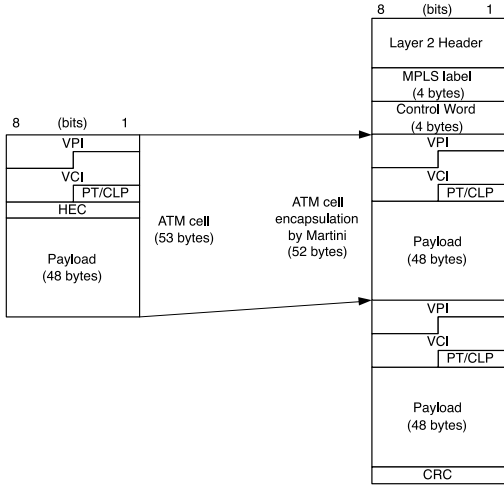 8 (bits) 1
Layer 2 Header
MPLS label
(4 bytes)
Control Word
(4 bytes)
VPI
VCI
PT/CLP
Payload
(48 bytes)
VPI
VCI
PT/CLP
Payload
(48 bytes)
CRC
8 (bits) 1
VPI
VCI
PT/CLP
HEC
Payload
(48 bytes)
ATM cell
(53 bytes)
ATM cell
encapsulation
by Martini
(52 bytes)